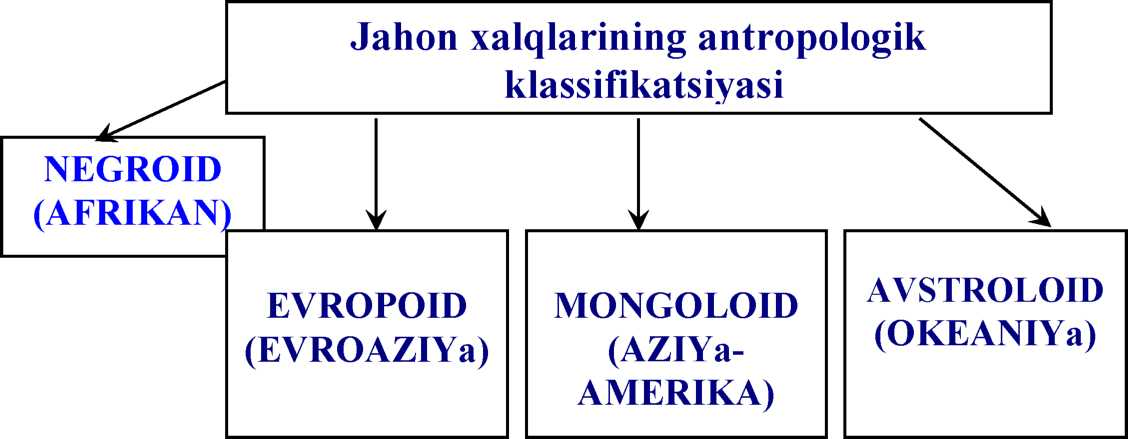 Jahon xalqlarining antropologik
klassifikatsiyasi
NEGROID
(AFRIKAN)
EVROPOID
(EVROAZIYa)
MONGOLOID
(AZIYa-
AMERIKA)
AVSTROLOID
(OKEANIYa)